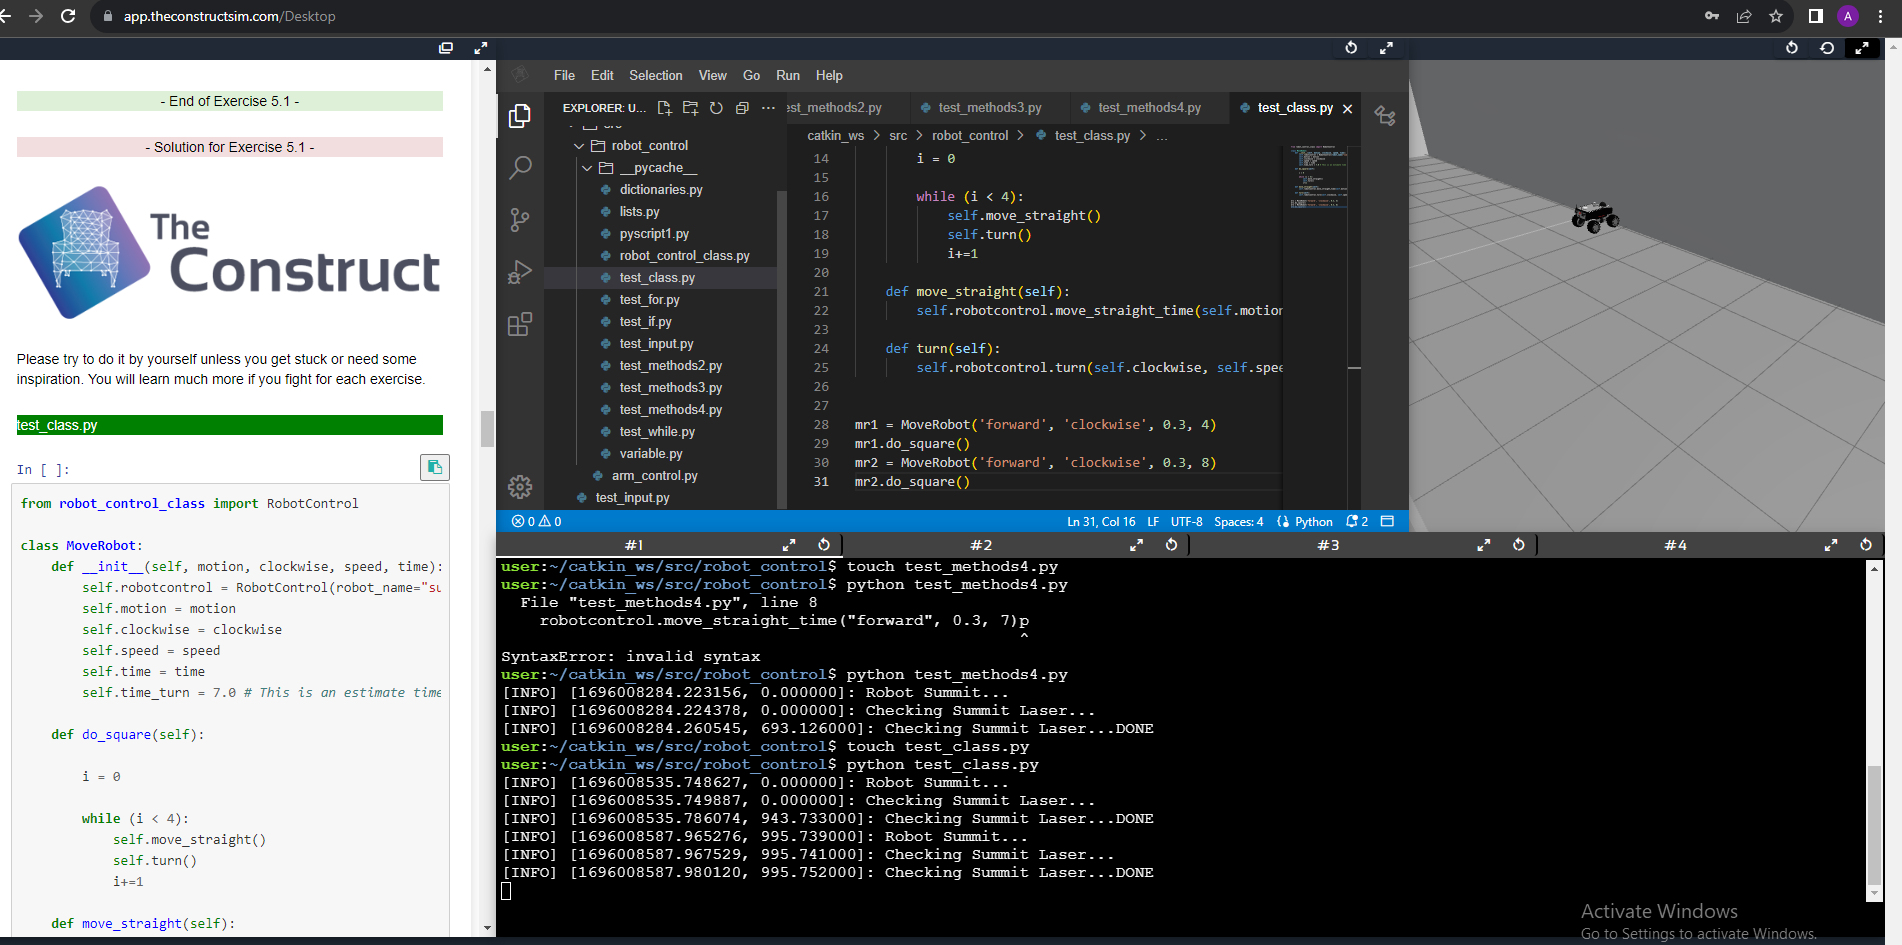 app.theconstructsim.com/Desktop
A
- End of Exercise 5.1 -
- Solution for Exercise 5.1 -
The
Construct
Please try to do it by yourself unless you get stuck or need some
inspiration. You will learn much more if you fight for each exercise.
test_class.py
In [ ]:
from robot_control_class import RobotControl
class MoveRobot:
def __init__(self, motion, clockwise, speed, time):
self.robotcontrol = RobotControl(robot_name="su
self.motion = motion
self.clockwise = clockwise
self.speed = speed
self.time = time
self.time_turn = 7.0 # This is an estimate time
def do_square(self):
i = 0
while (i < 4):
self.move_straight()
self.turn()
i+=1
def move_straight(self):
File Edit Selection View Go Run Help
EXPLORER: U...
src
robot_control
__pycache__
dictionaries.py
lists.py
pyscript1.py
robot_control_class.py
test_class.py
test_for.py
test_if.py
test_input.py
test_methods2.py
test_methods3.py
test_methods4.py
test_while.py
variable.py
arm_control.py
test_input.py
est_methods2.py test_methods3.py test_methods4.py test_class.py
catkin_ws > src > robot_control > test_class.py > ...
14 i = 0
15
16 while (i < 4):
17 self.move_straight()
18 self.turn()
19 i+=1
20
21 def move_straight(self):
22 self.robotcontrol.move_straight_time(self.motion
23
24 def turn(self):
25 self.robotcontrol.turn(self.clockwise, self.spee
26
27
28 mr1 = MoveRobot('forward', 'clockwise', 0.3, 4)
29 mr1.do_square()
30 mr2 = MoveRobot('forward', 'clockwise', 0.3, 8)
31 mr2.do_square()
0 0 Ln 31, Col 16 LF UTF-8 Spaces: 4 Python 2
#1 #2 #3 #4
user:~/catkin_ws/src/robot_control$ touch test_methods4.py
user:~/catkin_ws/src/robot_control$ python test_methods4.py
File "test_methods4.py", line 8
robotcontrol.move_straight_time("forward", 0.3, 7)p
^
SyntaxError: invalid syntax
user:~/catkin_ws/src/robot_control$ python test_methods4.py
[INFO] [1696008284.223156, 0.000000]: Robot Summit...
[INFO] [1696008284.224378, 0.000000]: Checking Summit Laser...
[INFO] [1696008284.260545, 693.126000]: Checking Summit Laser...DONE
user:~/catkin_ws/src/robot_control$ touch test_class.py
user:~/catkin_ws/src/robot_control$ python test_class.py
[INFO] [1696008535.748627, 0.000000]: Robot Summit...
[INFO] [1696008535.749887, 0.000000]: Checking Summit Laser...
[INFO] [1696008535.786074, 943.733000]: Checking Summit Laser...DONE
[INFO] [1696008587.965276, 995.739000]: Robot Summit...
[INFO] [1696008587.967529, 995.741000]: Checking Summit Laser...
[INFO] [1696008587.980120, 995.752000]: Checking Summit Laser...DONE
Activate Windows
Go to Settings to activate Windows.